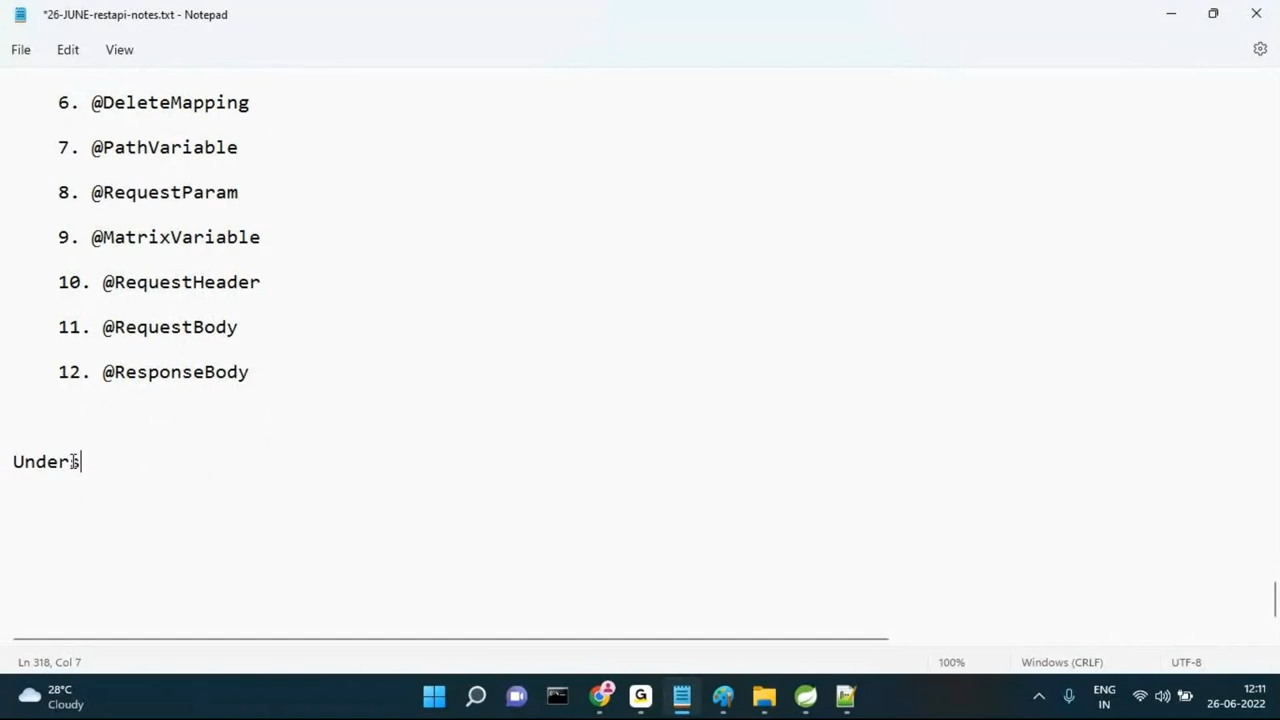 *26-JUNE-restapi-notes.txt - Notepad
File Edit View
6. @DeleteMapping
7. @PathVariable
8. @RequestParam
9. @MatrixVariable
10. @RequestHeader
11. @RequestBody
12. @ResponseBody
Unders
Ln 318, Col 7 100% Windows (CRLF) UTF-8
28°C
Cloudy
G
ENG
IN
12:11
26-06-2022